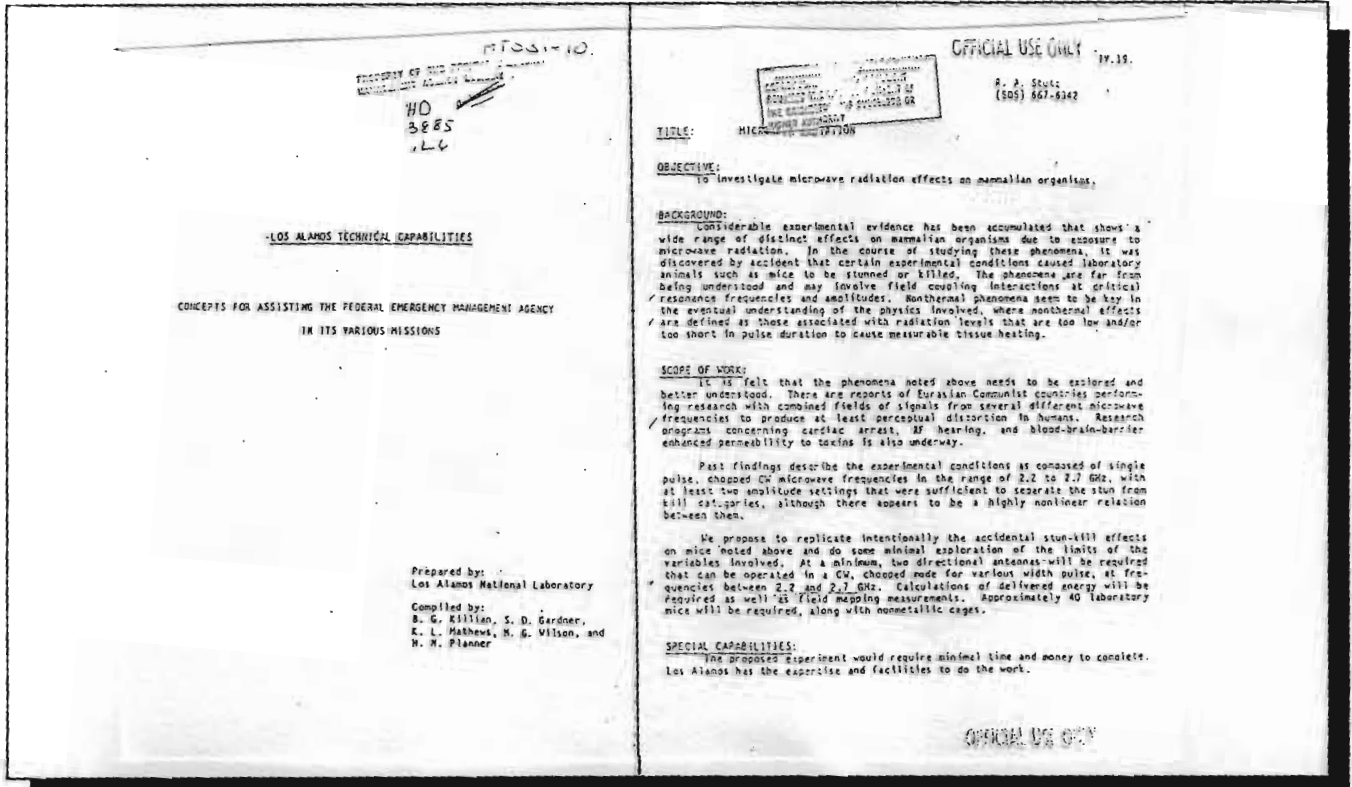 PROPERTY OF
HD
3885
.L6
-LOS ALAMOS TECHNICAL CAPABILITIES
CONCEPTS FOR ASSISTING THE FEDERAL EMERGENCY MANAGEMENT AGENCY
IN ITS VARIOUS MISSIONS
Prepared by:
Los Alamos National Laboratory
Compiled by:
B. G. Killian, S. D. Gardner,
K. L. Mathews, M. G. Wilson, and
H. N. Planner
OFFICIAL USE ONLY
IV.19.
R. A. Stutz
(505) 667-6342
TITLE:
OBJECTIVE:
To investigate microwave radiation effects on mammalian organisms.
BACKGROUND:
Considerable experimental evidence has been accumulated that shows a
wide range of distinct effects on mammalian organisms due to exposure to
microwave radiation. In the course of studying these phenomena, it was
discovered by accident that certain experimental conditions caused laboratory
animals such as mice to be stunned or killed. The phenomena are far from
being understood and may involve field coupling interactions at critical
resonance frequencies and amplitudes. Nonthermal phenomena seem to be key in
the eventual understanding of the physics involved, where nonthermal effects
are defined as those associated with radiation levels that are too low and/or
too short in pulse duration to cause measurable tissue heating.
SCOPE OF WORK:
It is felt that the phenomena noted above needs to be explored and
better understood. There are reports of Eurasian Communist countries perform-
ing research with combined fields of signals from several different microwave
frequencies to produce at least perceptual distortion in humans. Research
programs concerning cardiac arrest, RF hearing, and blood-brain-barrier
enhanced permeability to toxins is also underway.
Past findings describe the experimental conditions as composed of single
pulse, chopped CW microwave frequencies in the range of 2.2 to 2.7 GHz, with
at least two amplitude settings that were sufficient to separate the stun from
kill categories, although there appears to be a highly nonlinear relation
between them.
We propose to replicate intentionally the accidental stun-kill effects
on mice noted above and do some minimal exploration of the limits of the
variables involved. At a minimum, two directional antennas will be required
that can be operated in a CW, chopped mode for various width pulse, at fre-
quencies between 2.2 and 2.7 GHz. Calculations of delivered energy will be
required as well as field mapping measurements. Approximately 40 laboratory
mice will be required, along with nonmetallic cages.
SPECIAL CAPABILITIES:
The proposed experiment would require minimal time and money to complete.
Los Alamos has the expertise and facilities to do the work.
OFFICIAL USE ONLY